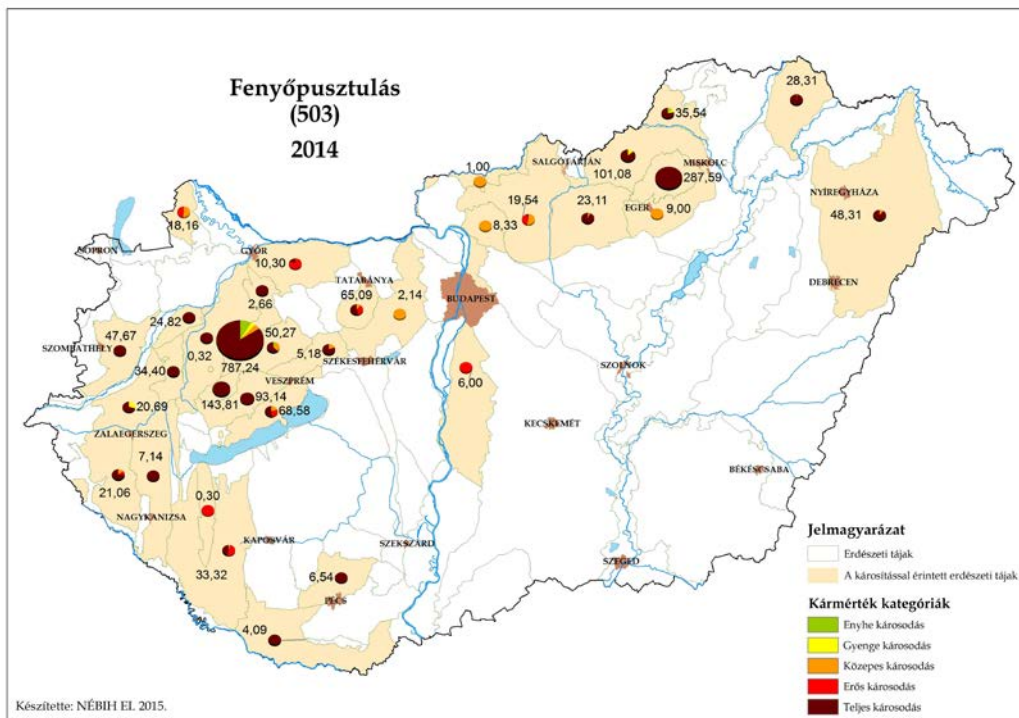 Fenyőpusztulás
(503)
2014
28,31
35,54
SALGÓTARJÁN
MISKOLC
101,08
287,59
1,00
NYÍREGYHÁZA
19,54
23,11
EGER
9,00
48,31
8,33
18,16
SOPRON
GYŐR
10,30
TATABÁNYA
65,09
2,14
BUDAPEST
DEBRECEN
2,66
24,82
47,67
50,27
SZOMBATHELY
0,32
5,18
SZÉKESFEHÉRVÁR
787,24
34,40
VESZPRÉM
6,00
SZOLNOK
143,81
93,14
68,58
20,69
KECSKEMÉT
ZALAEGERSZEG
7,14
BÉKÉSCSABA
21,06
0,30
NAGYKANIZSA
KAPOSVÁR
SZEKSZÁRD
33,32
SZEGED
6,54
PÉCS
4,09
Jelmagyarázat
Erdészeti tájak
A károsítással érintett erdészeti tájak
Kármérték kategóriák
Enyhe károsodás
Gyenge károsodás
Közepes károsodás
Erős károsodás
Teljes károsodás
Készítette: NÉBIH EI. 2015.